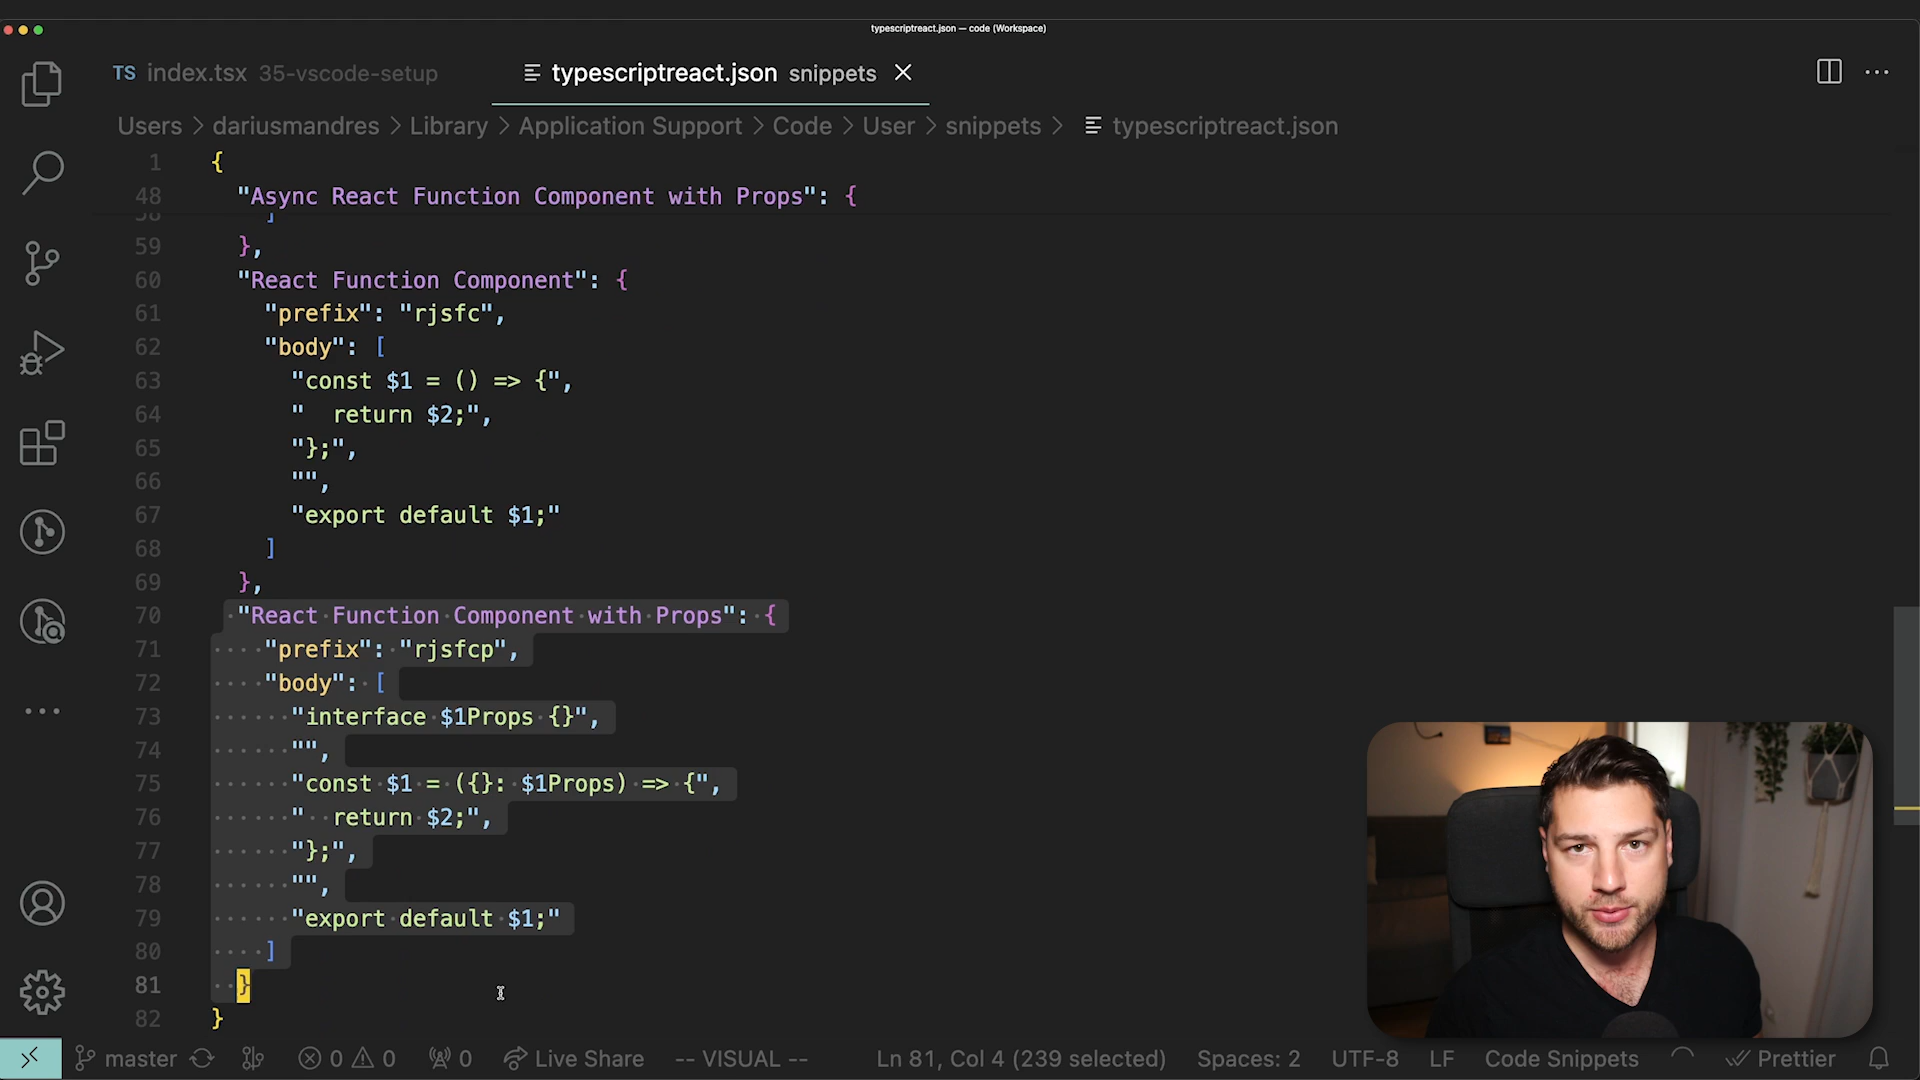 typescriptreact.json — code (Workspace)
TS index.tsx 35-vscode-setup typescriptreact.json snippets
Users > dariusmandres > Library > Application Support > Code > User > snippets > typescriptreact.json
1 {
48 "Async React Function Component with Props": {
58 ]
59 },
60 "React Function Component": {
61 "prefix": "rjsfc",
62 "body": [
63 "const $1 = () => {",
64 "  return $2;",
65 "};",
66 "",
67 "export default $1;"
68 ]
69 },
70 "React Function Component with Props": {
71 "prefix": "rjsfcp",
72 "body": [
73 "interface $1Props {}",
74 "",
75 "const $1 = ({}: $1Props) => {",
76 "  return $2;",
77 "};",
78 "",
79 "export default $1;"
80 ]
81 }
82 }
master 0 0 0 Live Share -- VISUAL -- Ln 81, Col 4 (239 selected) Spaces: 2 UTF-8 LF Code Snippets Prettier